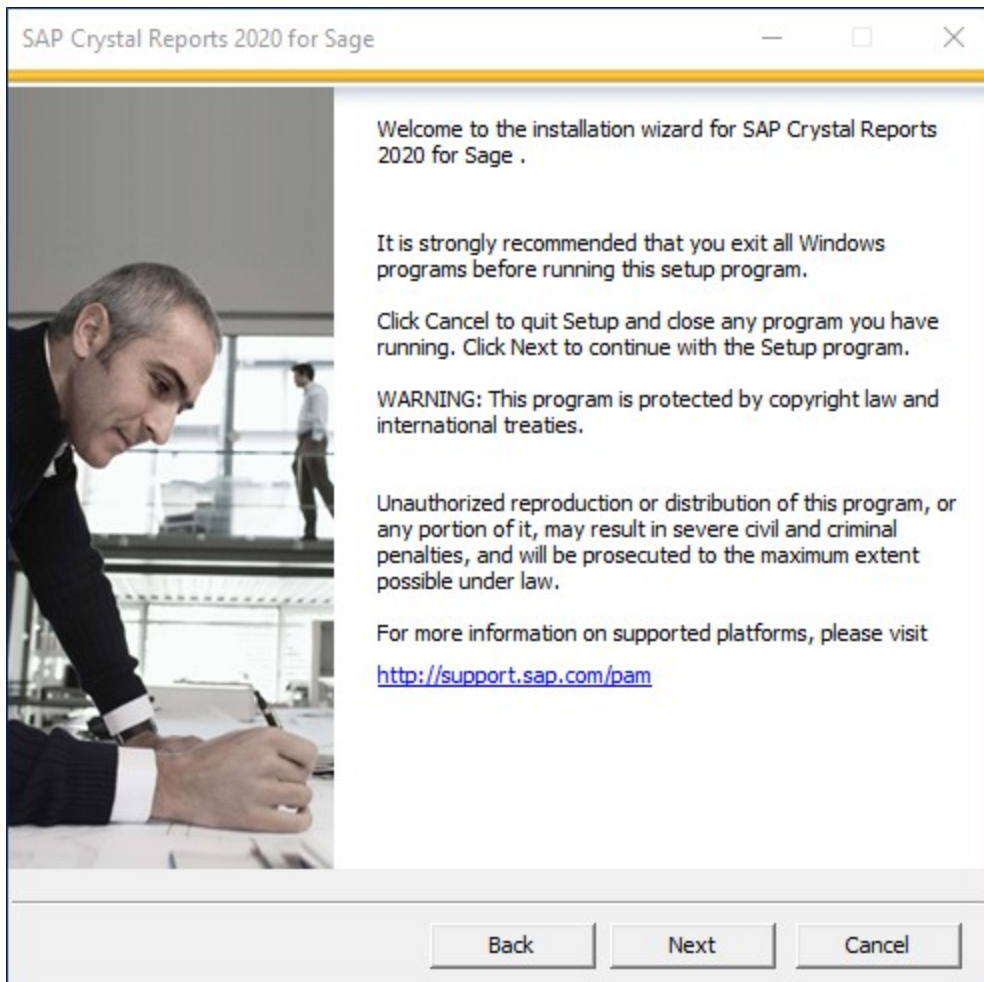 SAP Crystal Reports 2020 for Sage
Welcome to the installation wizard for SAP Crystal Reports
2020 for Sage .
It is strongly recommended that you exit all Windows
programs before running this setup program.
Click Cancel to quit Setup and close any program you have
running. Click Next to continue with the Setup program.
WARNING: This program is protected by copyright law and
international treaties.
Unauthorized reproduction or distribution of this program, or
any portion of it, may result in severe civil and criminal
penalties, and will be prosecuted to the maximum extent
possible under law.
For more information on supported platforms, please visit
http://support.sap.com/pam
Back Next Cancel